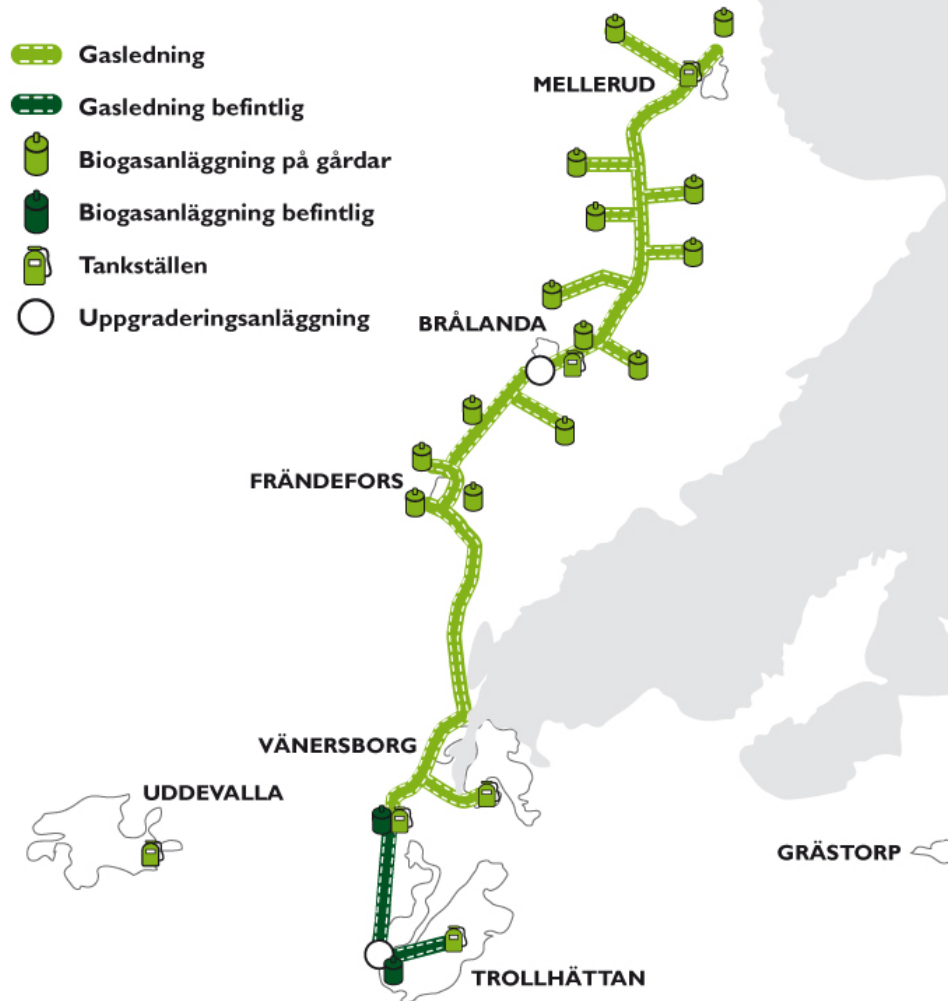 Gasledning
Gasledning befintlig
Biogasanläggning på gårdar
Biogasanläggning befintlig
Tankställen
Uppgraderingsanläggning
MELLERUD
BRÅLANDA
FRÄNDEFORS
VÄNERSBORG
UDDEVALLA
GRÄSTORP
TROLLHÄTTAN